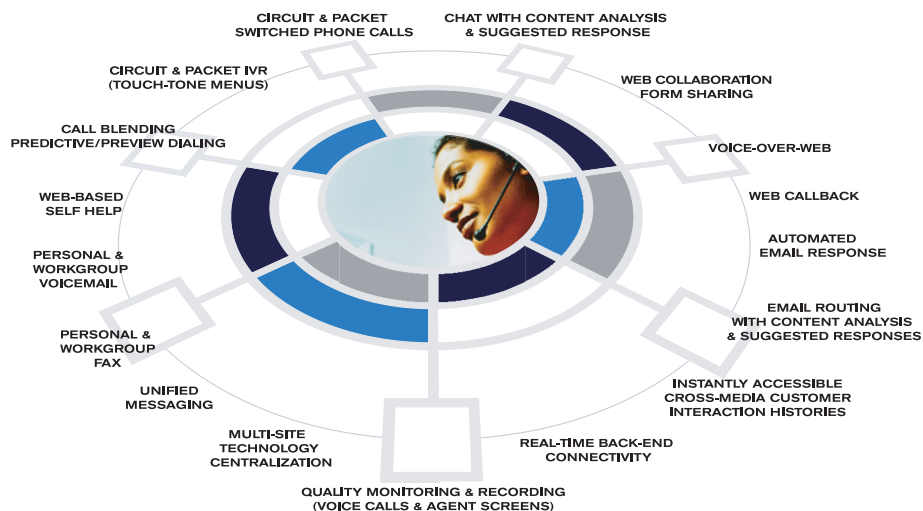 CIRCUIT & PACKET
SWITCHED PHONE CALLS
CHAT WITH CONTENT ANALYSIS
& SUGGESTED RESPONSE
CIRCUIT & PACKET IVR
(TOUCH-TONE MENUS)
WEB COLLABORATION
FORM SHARING
CALL BLENDING
PREDICTIVE/PREVIEW DIALING
VOICE-OVER-WEB
WEB-BASED
SELF HELP
WEB CALLBACK
PERSONAL &
WORKGROUP
VOICEMAIL
AUTOMATED
EMAIL RESPONSE
PERSONAL &
WORKGROUP
FAX
EMAIL ROUTING
WITH CONTENT ANALYSIS
& SUGGESTED RESPONSES
UNIFIED
MESSAGING
INSTANTLY ACCESSIBLE
CROSS-MEDIA CUSTOMER
INTERACTION HISTORIES
MULTI-SITE
TECHNOLOGY
CENTRALIZATION
REAL-TIME BACK-END
CONNECTIVITY
QUALITY MONITORING & RECORDING
(VOICE CALLS & AGENT SCREENS)